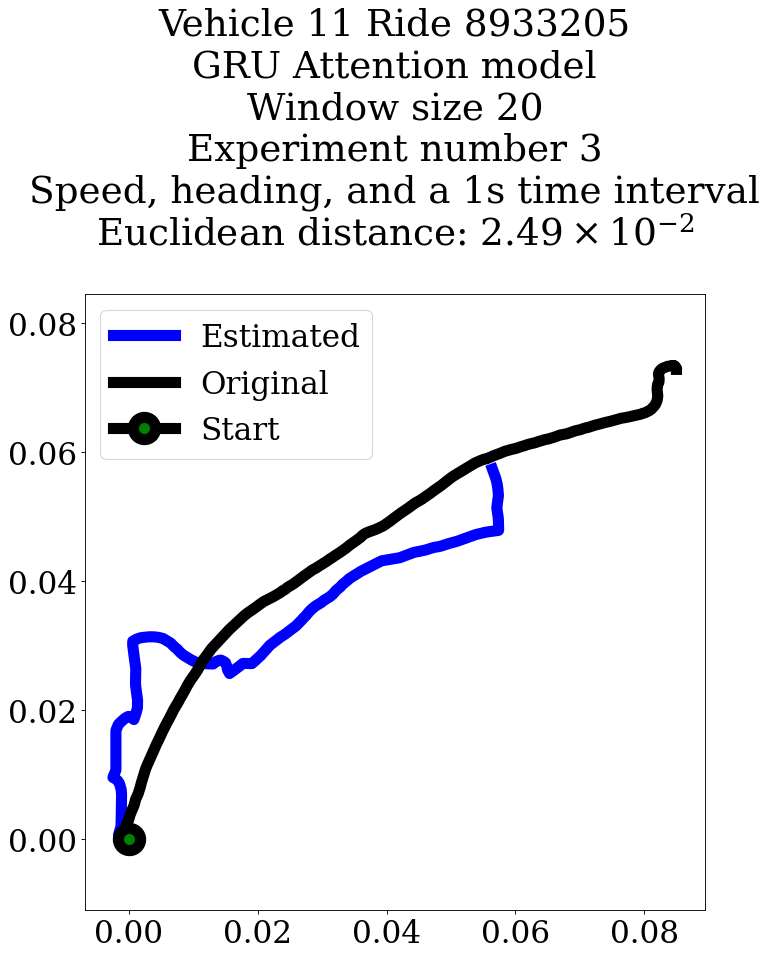 Vehicle 11 Ride 8933205
GRU Attention model
Window size 20
Experiment number 3
Speed, heading, and a 1s time interval
Euclidean distance: 2.49 × 10⁻²
Estimated
Original
Start
0.08
0.06
0.04
0.02
0.00
0.00 0.02 0.04 0.06 0.08